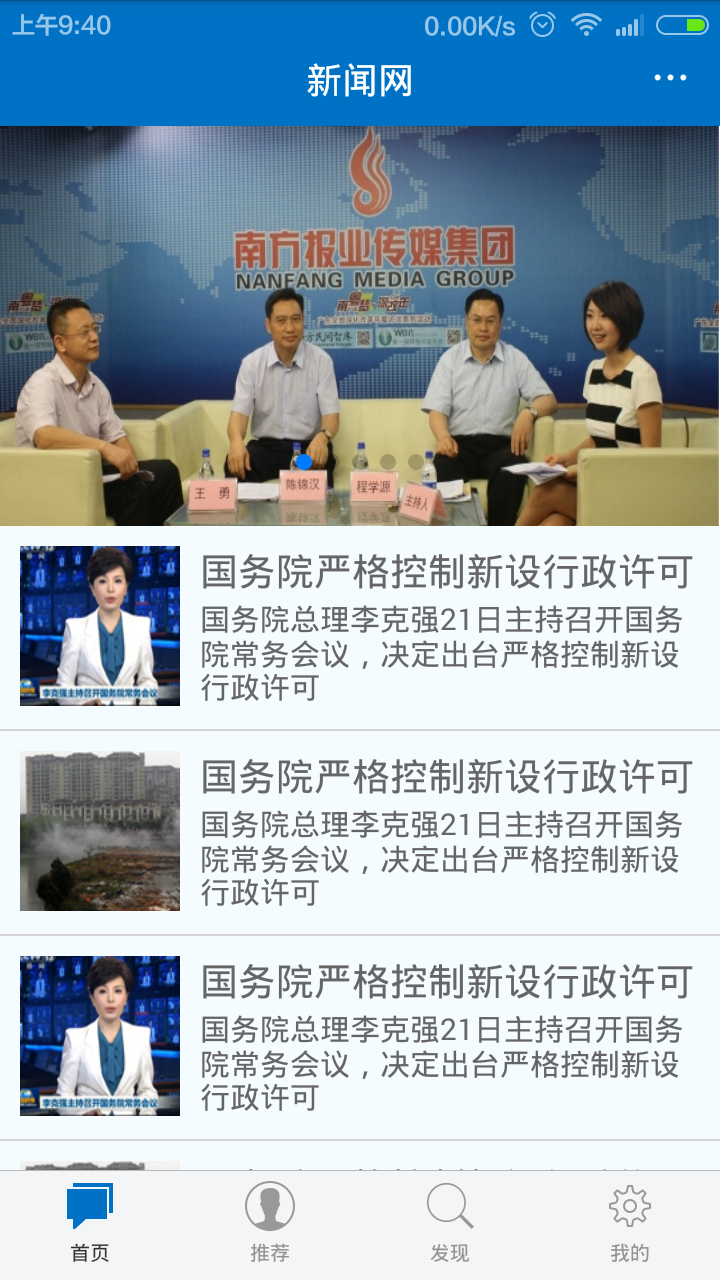 上午9:40
0.00K/s
新闻网
南方报业传媒集团
NANFANG MEDIA GROUP
王 勇
陈锦汉
程学源
主持人
国务院严格控制新设行政许可
国务院总理李克强21日主持召开国务
院常务会议，决定出台严格控制新设
行政许可
李克强主持召开国务院常务会议
国务院严格控制新设行政许可
国务院总理李克强21日主持召开国务
院常务会议，决定出台严格控制新设
行政许可
国务院严格控制新设行政许可
国务院总理李克强21日主持召开国务
院常务会议，决定出台严格控制新设
行政许可
李克强主持召开国务院常务会议
首页
推荐
发现
我的